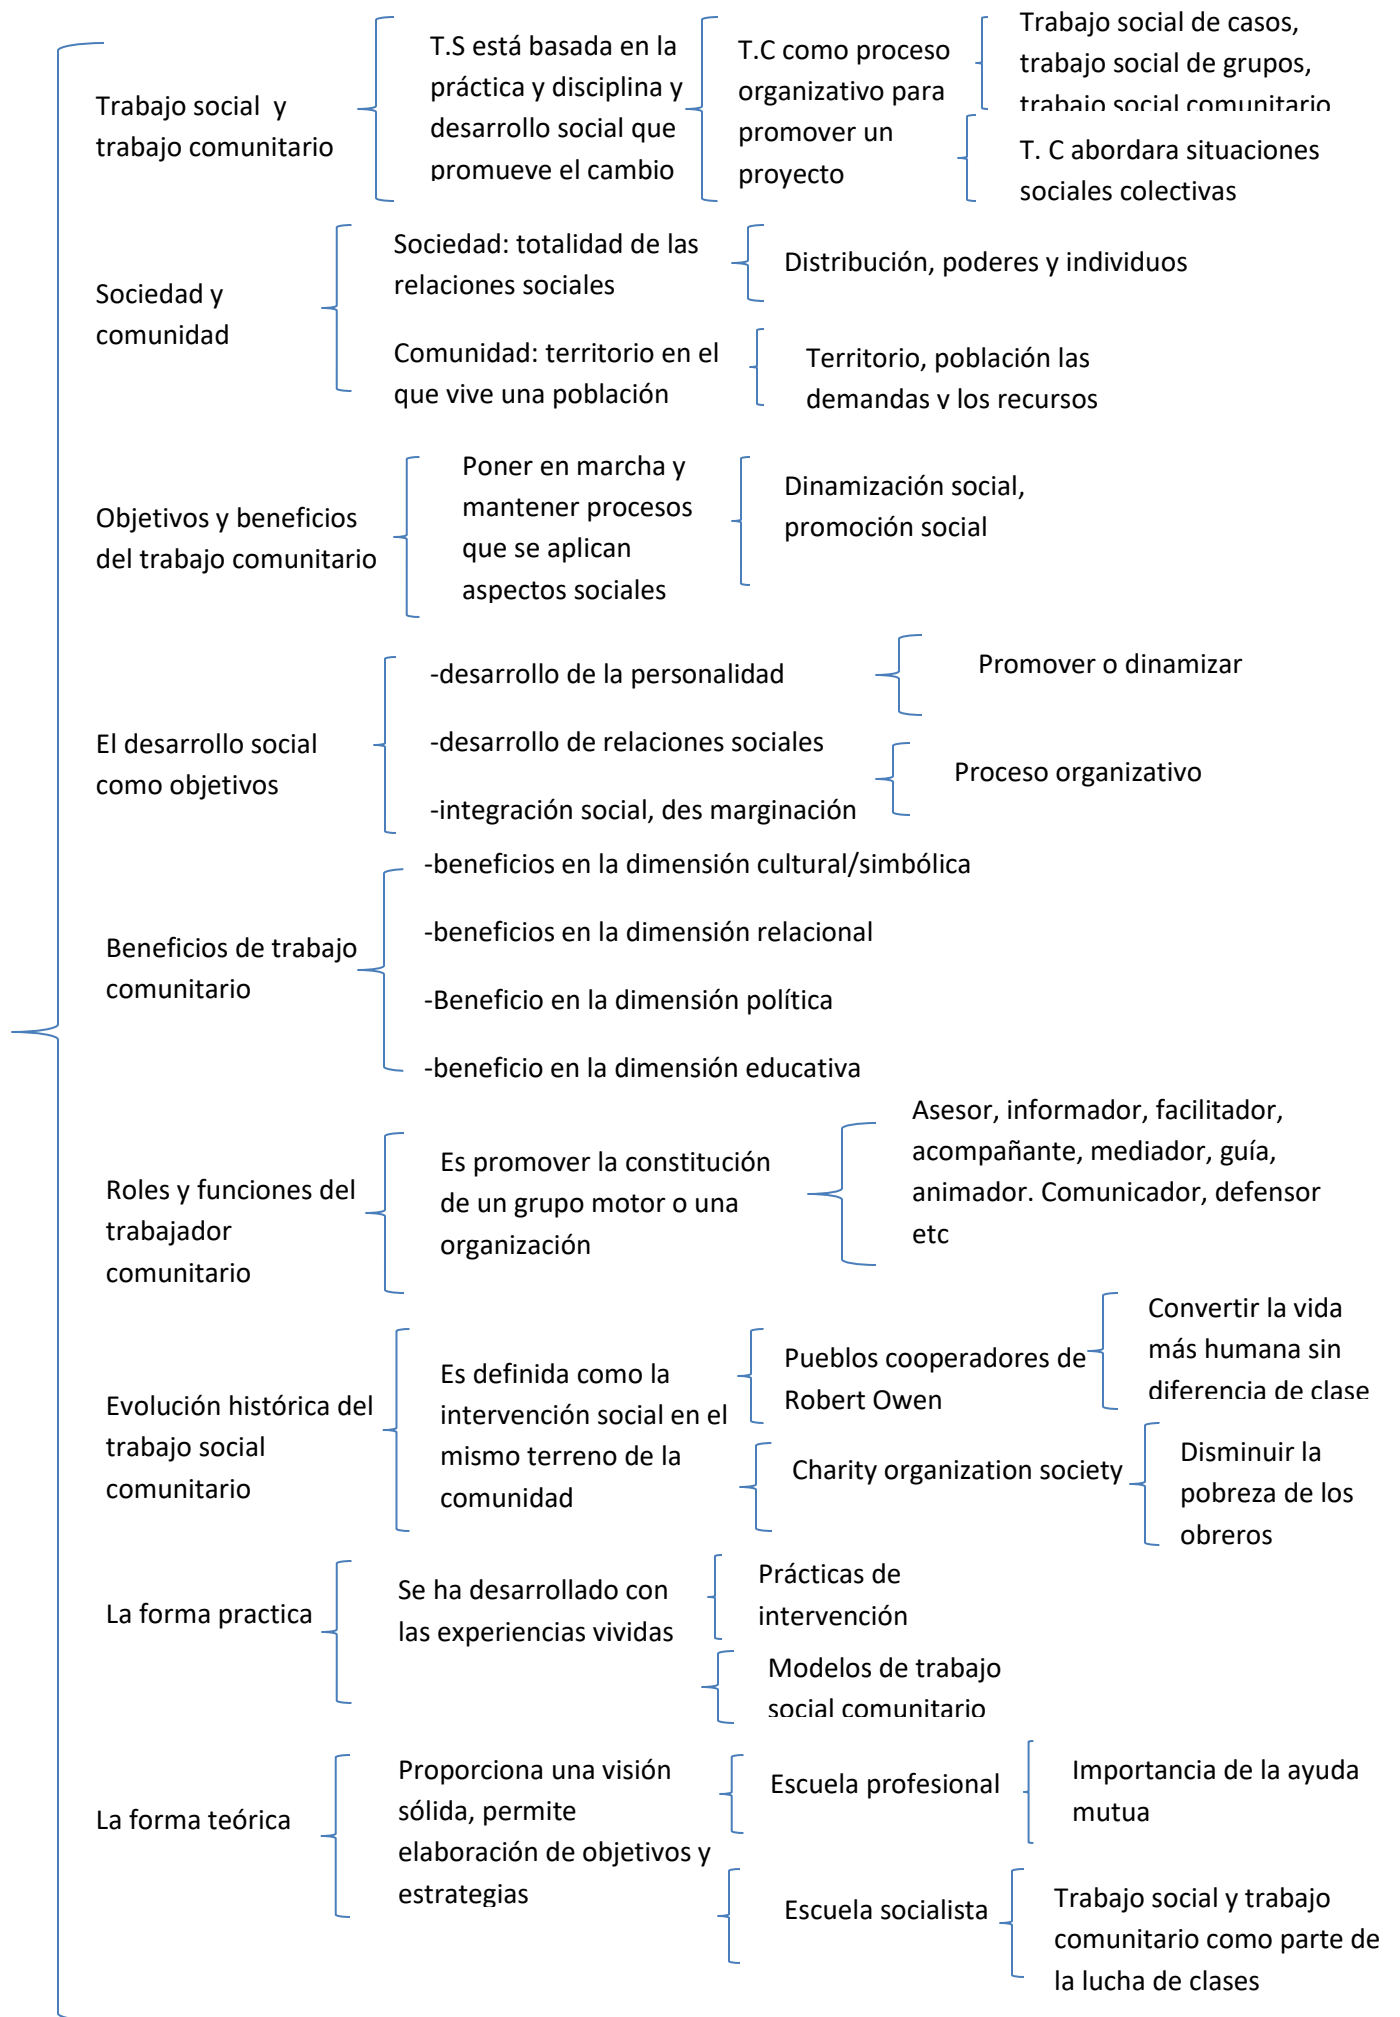 Trabajo social y
trabajo comunitario
T.S está basada en la
práctica y disciplina y
desarrollo social que
promueve el cambio
T.C como proceso
organizativo para
promover un
proyecto
Trabajo social de casos,
trabajo social de grupos,
trabajo social comunitario
T. C abordara situaciones
sociales colectivas
Sociedad y
comunidad
Sociedad: totalidad de las
relaciones sociales
Distribución, poderes y individuos
Comunidad: territorio en el
que vive una población
Territorio, población las
demandas y los recursos
Objetivos y beneficios
del trabajo comunitario
Poner en marcha y
mantener procesos
que se aplican
aspectos sociales
Dinamización social,
promoción social
El desarrollo social
como objetivos
-desarrollo de la personalidad
-desarrollo de relaciones sociales
-integración social, des marginación
Promover o dinamizar
Proceso organizativo
Beneficios de trabajo
comunitario
-beneficios en la dimensión cultural/simbólica
-beneficios en la dimensión relacional
-Beneficio en la dimensión política
-beneficio en la dimensión educativa
Roles y funciones del
trabajador
comunitario
Es promover la constitución
de un grupo motor o una
organización
Asesor, informador, facilitador,
acompañante, mediador, guía,
animador. Comunicador, defensor
etc
Evolución histórica del
trabajo social
comunitario
Es definida como la
intervención social en el
mismo terreno de la
comunidad
Pueblos cooperadores de
Robert Owen
Convertir la vida
más humana sin
diferencia de clase
Charity organization society
Disminuir la
pobreza de los
obreros
La forma practica
Se ha desarrollado con
las experiencias vividas
Prácticas de
intervención
Modelos de trabajo
social comunitario
La forma teórica
Proporciona una visión
sólida, permite
elaboración de objetivos y
estrategias
Escuela profesional
Importancia de la ayuda
mutua
Escuela socialista
Trabajo social y trabajo
comunitario como parte de
la lucha de clases